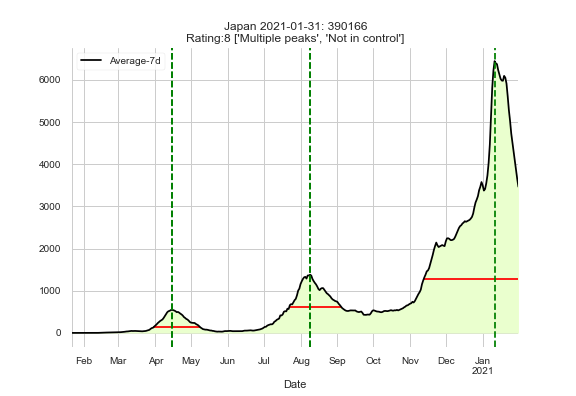 Japan 2021-01-31: 390166
Rating:8 ['Multiple peaks', 'Not in control']
Average-7d
6000
5000
4000
3000
2000
1000
0
Feb Mar Apr May Jun Jul Aug Sep Oct Nov Dec Jan
2021
Date